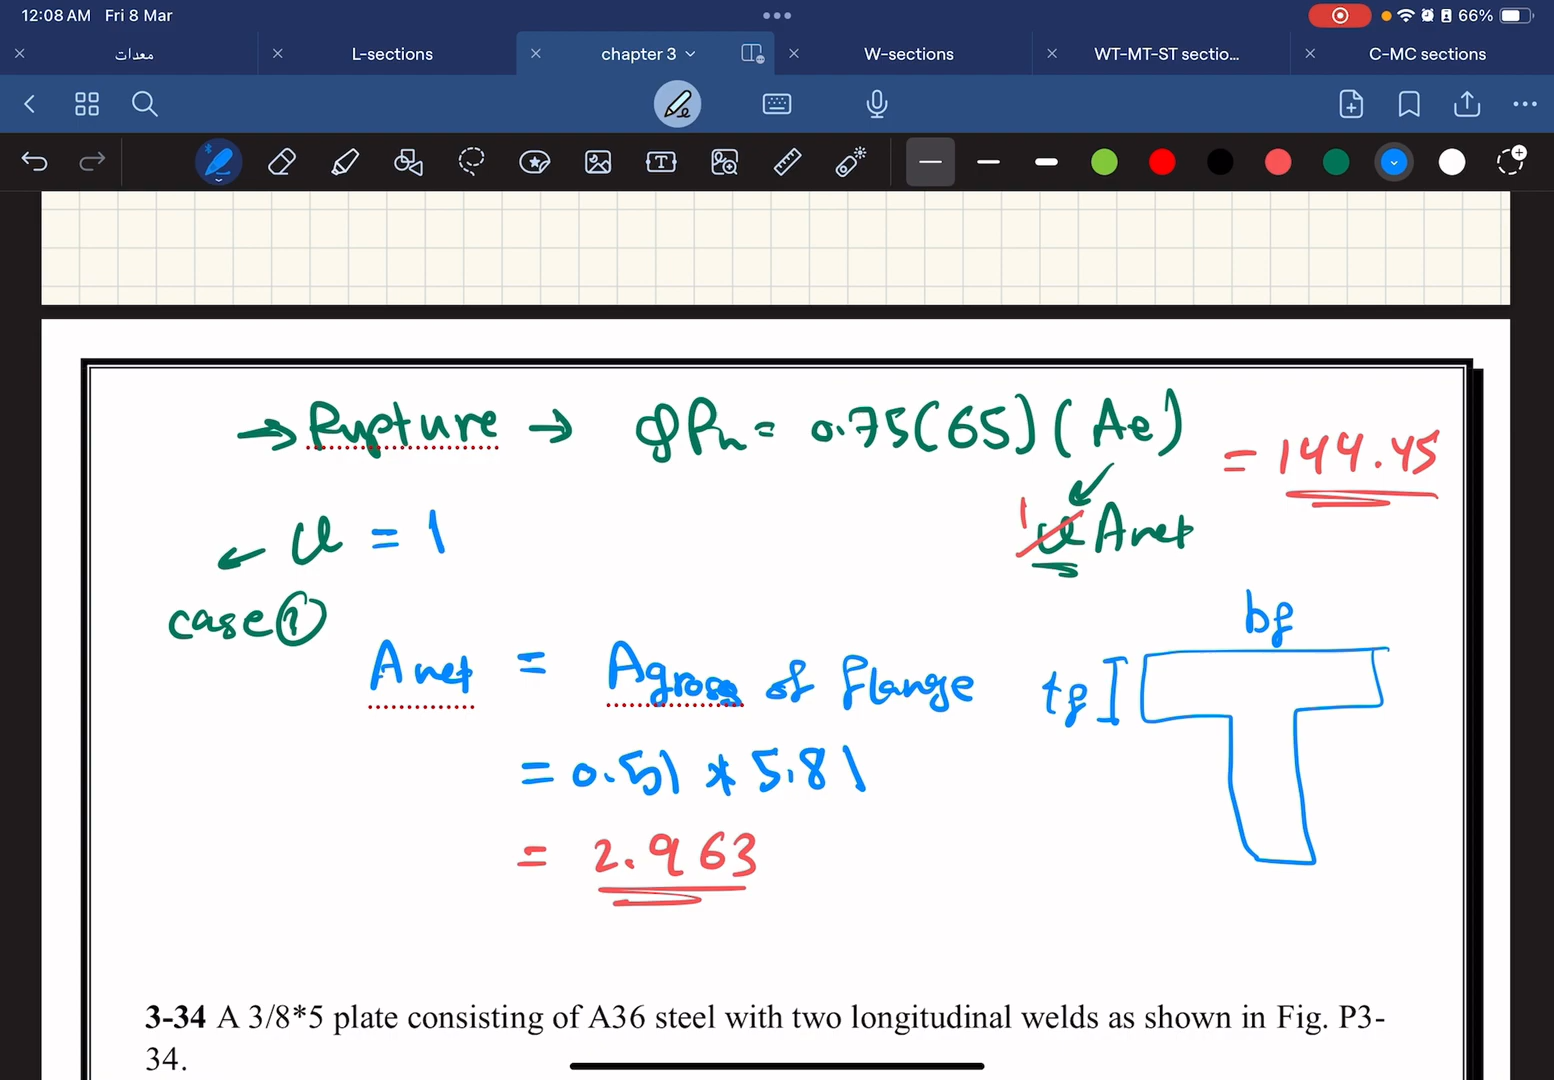 12:08 AM Fri 8 Mar
66%
معدات
L-sections
chapter 3
W-sections
WT-MT-ST sectio...
C-MC sections
→ Rupture → ϕPn = 0.75(65)(Ae)
= 144.45
U = 1
1 U Anet
case ①
bf
Anet = Agross of flange
tf
= 0.51 * 5.81
= 2.963
3-34 A 3/8*5 plate consisting of A36 steel with two longitudinal welds as shown in Fig. P3-
34.